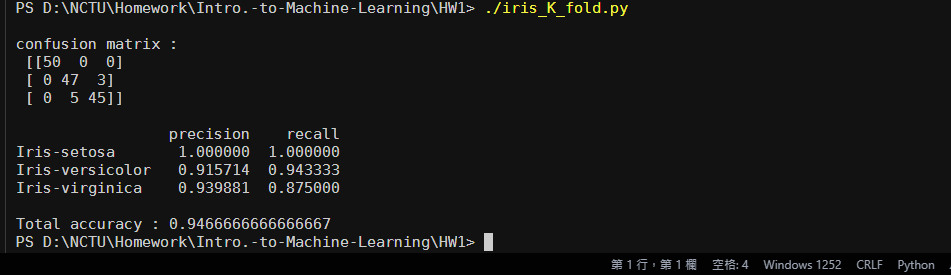 PS D:\NCTU\Homework\Intro.-to-Machine-Learning\HW1> ./iris_K_fold.py
confusion matrix :
[[50 0 0]
[ 0 47 3]
[ 0 5 45]]
precision recall
Iris-setosa 1.000000 1.000000
Iris-versicolor 0.915714 0.943333
Iris-virginica 0.939881 0.875000
Total accuracy : 0.9466666666666667
PS D:\NCTU\Homework\Intro.-to-Machine-Learning\HW1>
第 1 行，第 1 欄 空格: 4 Windows 1252 CRLF Python